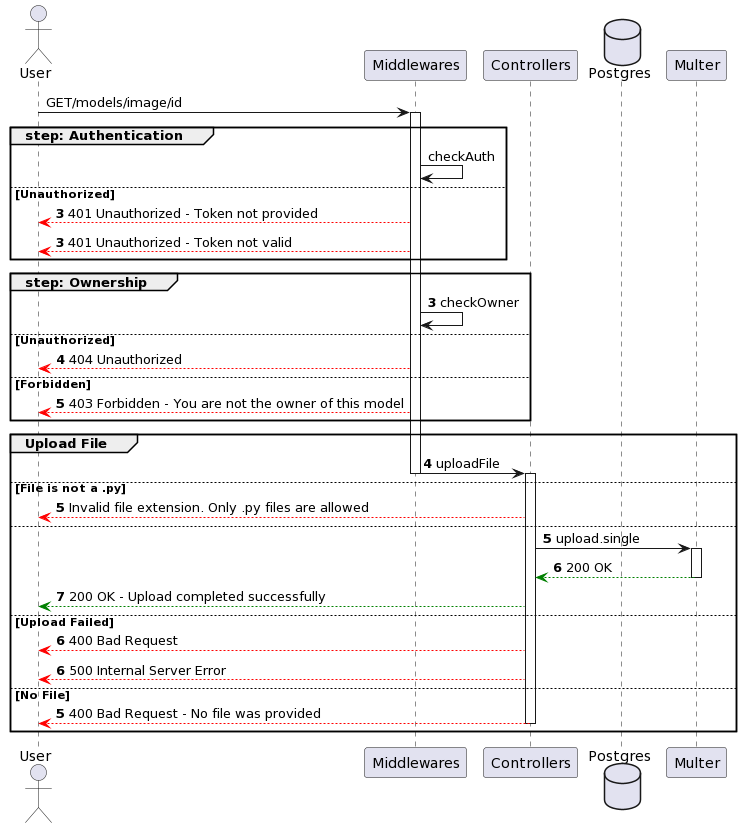 User
Middlewares
Controllers
Postgres
Multer
GET/models/image/id
step: Authentication
checkAuth
[Unauthorized]
3 401 Unauthorized - Token not provided
3 401 Unauthorized - Token not valid
step: Ownership
3 checkOwner
[Unauthorized]
4 404 Unauthorized
[Forbidden]
5 403 Forbidden - You are not the owner of this model
Upload File
4 uploadFile
[File is not a .py]
5 Invalid file extension. Only .py files are allowed
5 upload.single
6 200 OK
7 200 OK - Upload completed successfully
[Upload Failed]
6 400 Bad Request
6 500 Internal Server Error
[No File]
5 400 Bad Request - No file was provided
User
Middlewares
Controllers
Postgres
Multer